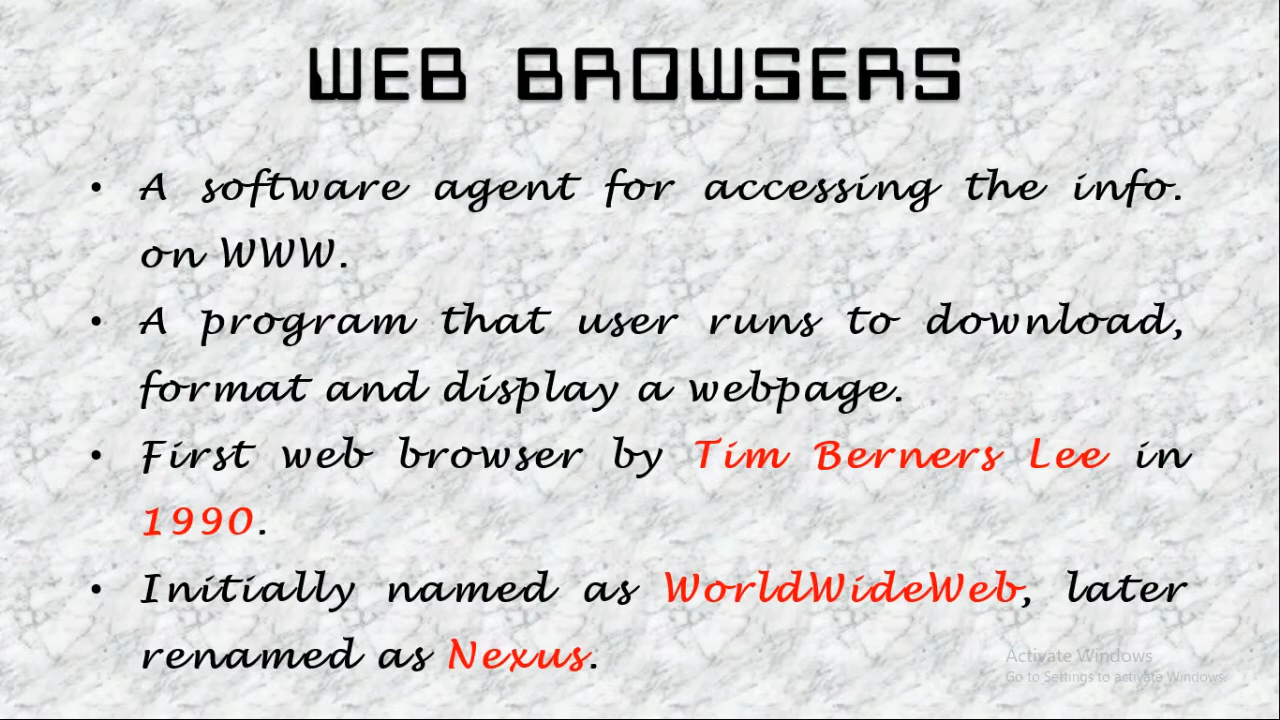 WEB BROWSERS
• A software agent for accessing the info.
on WWW.
• A program that user runs to download,
format and display a webpage.
• First web browser by Tim Berners Lee in
1990.
• Initially named as WorldWideWeb, later
renamed as Nexus.
Activate Windows
Go to Settings to activate Windows.